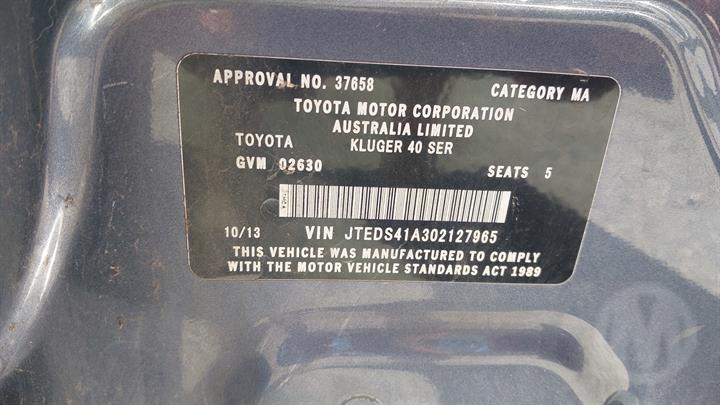 APPROVAL NO. 37658 CATEGORY MA
TOYOTA MOTOR CORPORATION
AUSTRALIA LIMITED
TOYOTA KLUGER 40 SER
GVM 02630 SEATS 5
10/13 VIN JTEDS41A302127965
THIS VEHICLE WAS MANUFACTURED TO COMPLY
WITH THE MOTOR VEHICLE STANDARDS ACT 1989
M